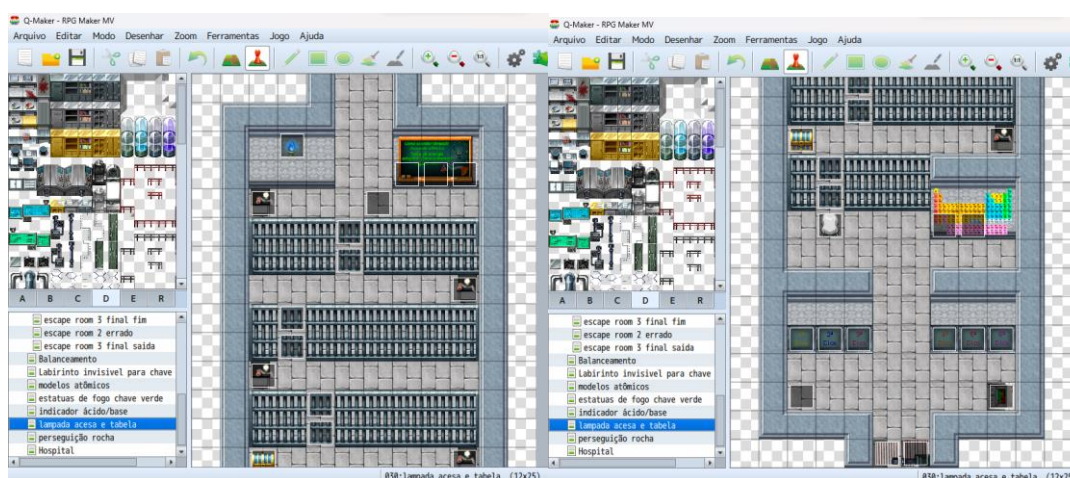 Q-Maker - RPG Maker MV
Arquivo Editar Modo Desenhar Zoom Ferramentas Jogo Ajuda
A B C D E R
escape room 3 final fim
escape room 2 errado
escape room 3 final saida
Balanceamento
Labirinto invisivel para chave
modelos atômicos
estatuas de fogo chave verde
indicador ácido/base
lampada acesa e tabela
perseguição rocha
Hospital
030:lampada acesa e tabela (12x25)
Q-Maker - RPG Maker MV
Arquivo Editar Modo Desenhar Zoom Ferramentas Jogo Ajuda
A B C D E R
escape room 3 final fim
escape room 2 errado
escape room 3 final saida
Balanceamento
Labirinto invisivel para chave
modelos atômicos
estatuas de fogo chave verde
indicador ácido/base
lampada acesa e tabela
perseguição rocha
Hospital
030:lampada acesa e tabela (12x25